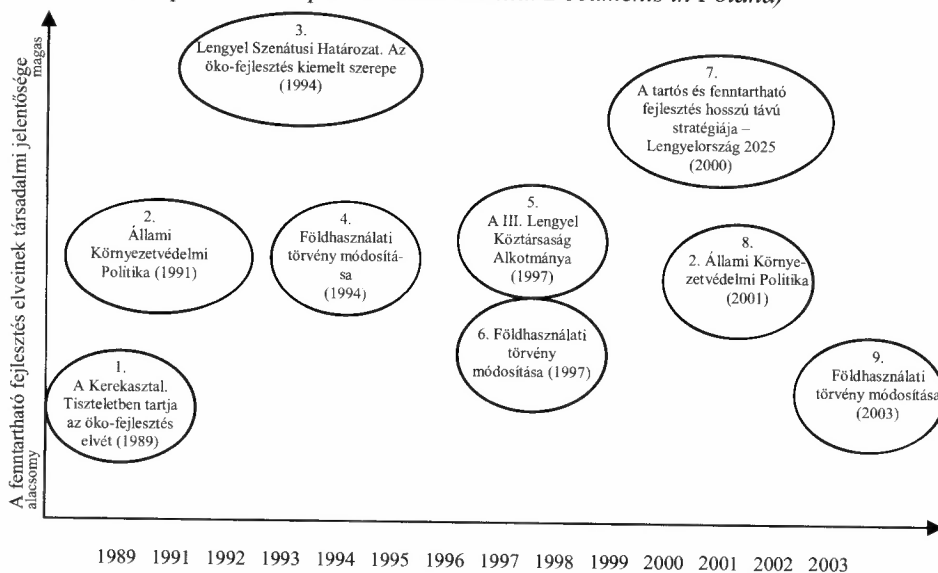 Documents in Poland)
A fenntartható fejlesztés elveinek társadalmi jelentősége
magas
alacsomy
3.
Lengyel Szenátusi Határozat. Az
öko-fejlesztés kiemelt szerepe
(1994)
7.
A tartós és fenntartható
fejlesztés hosszú távú
stratégiája –
Lengyelország 2025
(2000)
2.
Állami
Környezetvédelmi
Politika (1991)
4.
Földhasználati
törvény módosítá-
sa
(1994)
5.
A III. Lengyel
Köztársaság
Alkotmánya
(1997)
8.
2. Állami Környe-
zetvédelmi Politika
(2001)
6. Földhasználati
törvény
módosítása (1997)
1.
A Kerekasztal.
Tiszteletben tartja
az öko-fejlesztés
elvét (1989)
9.
Földhasználati
törvény módosítása
(2003)
1989 1991 1992 1993 1994 1995 1996 1997 1998 1999 2000 2001 2002 2003